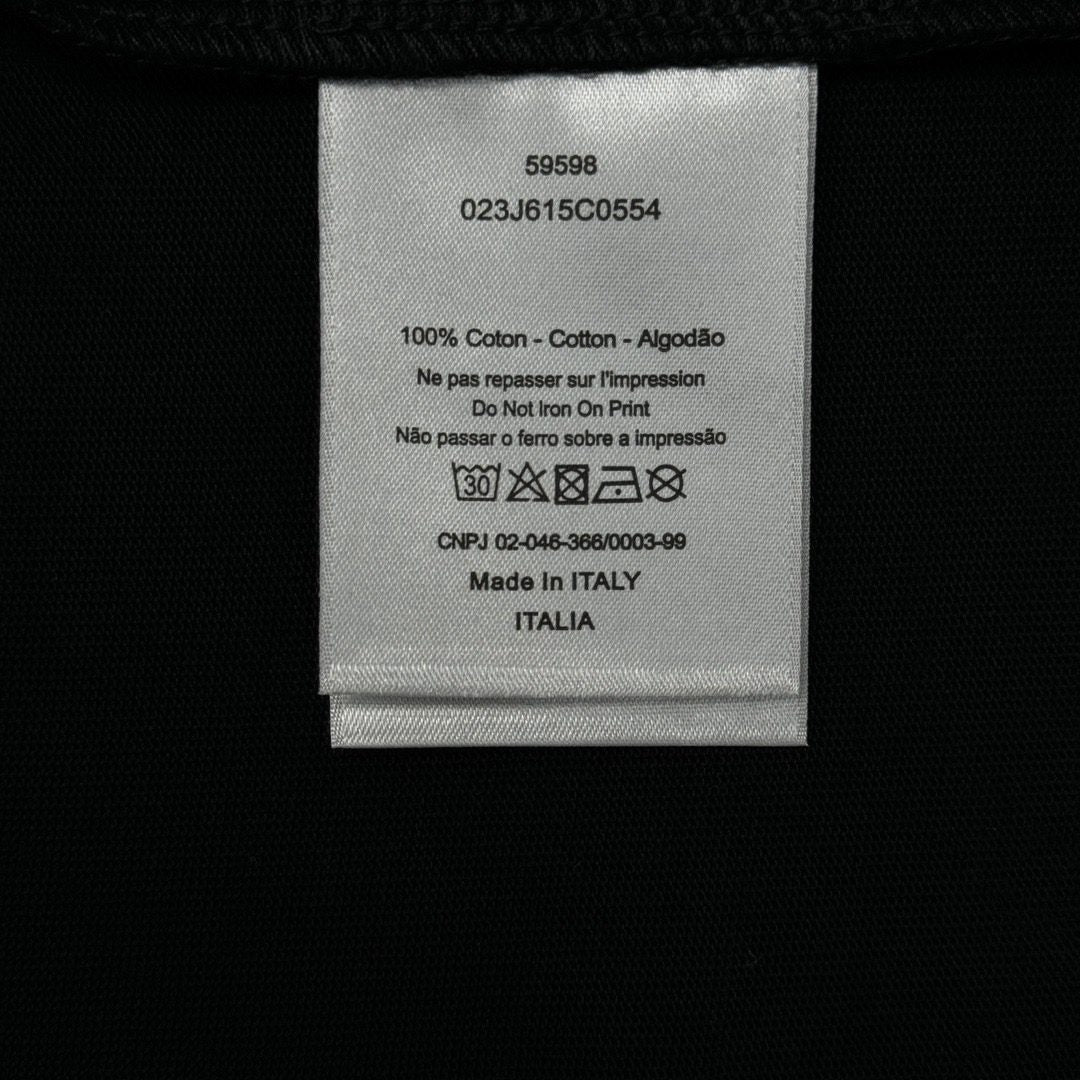 59598
023J615C0554
100% Coton - Cotton - Algodão
Ne pas repasser sur l'impression
Do Not Iron On Print
Não passar o ferro sobre a impressão
30
CNPJ 02-046-366/0003-99
Made In ITALY
ITALIA